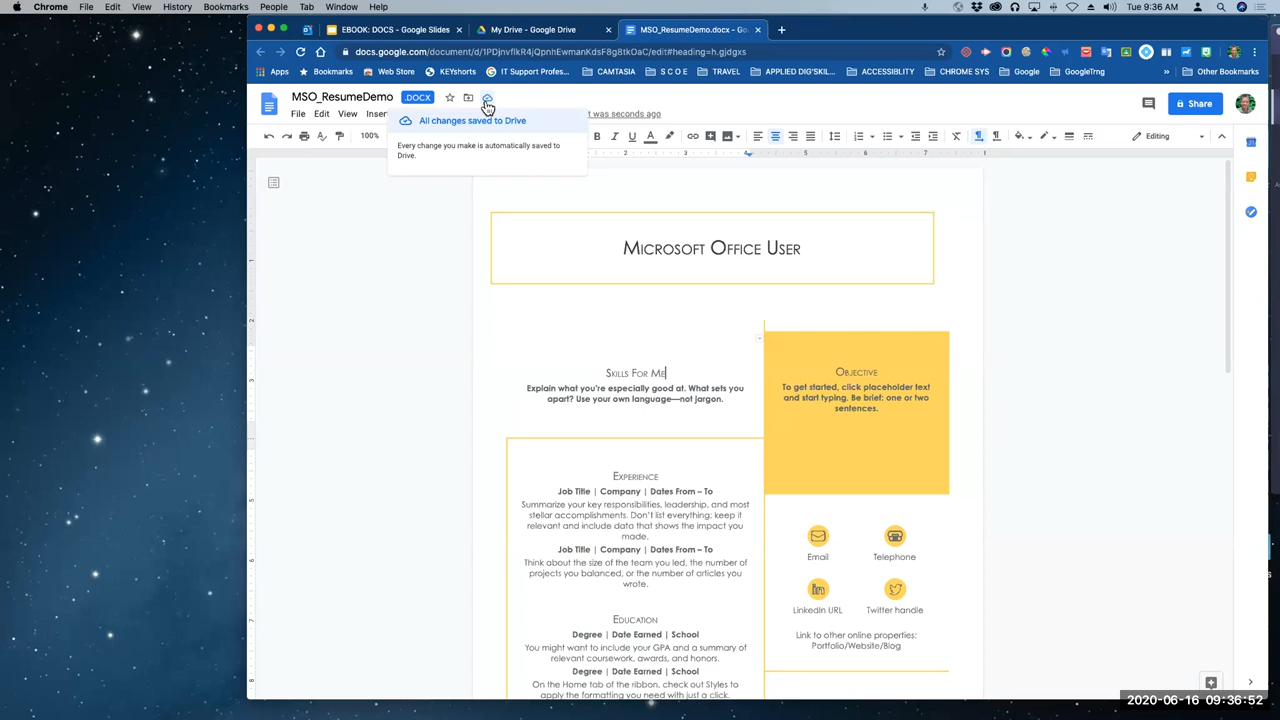 Chrome File Edit View History Bookmarks People Tab Window Help Tue 9:36 AM
EBOOK: DOCS - Google Slides × My Drive - Google Drive × MSO_ResumeDemo.docx - Go × +
docs.google.com/document/d/1PDjnvflkR4jQpnhEwmanKdsF8g8tkOaC/edit#heading=h.gjdgxs
Apps Bookmarks Web Store KEYshorts IT Support Profes... CAMTASIA S C O E TRAVEL APPLIED DIG'SKIL... ACCESSIBLITY CHROME SYS Google GoogleTrng » Other Bookmarks
MSO_ResumeDemo .DOCX
File Edit View Inser t was seconds ago Share
All changes saved to Drive
100% B I U A Editing
Every change you make is automatically saved to
Drive.
2 3 4 5 6 7 1
Microsoft Office User
Skills For Me
Explain what you're especially good at. What sets you
apart? Use your own language—not jargon.
Objective
To get started, click placeholder text
and start typing. Be brief: one or two
sentences.
Experience
Job Title | Company | Dates From – To
Summarize your key responsibilities, leadership, and most
stellar accomplishments. Don't list everything; keep it
relevant and include data that shows the impact you
made.
Job Title | Company | Dates From – To
Think about the size of the team you led, the number of
projects you balanced, or the number of articles you
wrote.
Education
Degree | Date Earned | School
You might want to include your GPA and a summary of
relevant coursework, awards, and honors.
Degree | Date Earned | School
On the Home tab of the ribbon, check out Styles to
apply the formatting you need with just a click.
Email Telephone
LinkedIn URL Twitter handle
Link to other online properties:
Portfolio/Website/Blog
2020-06-16 09:36:52